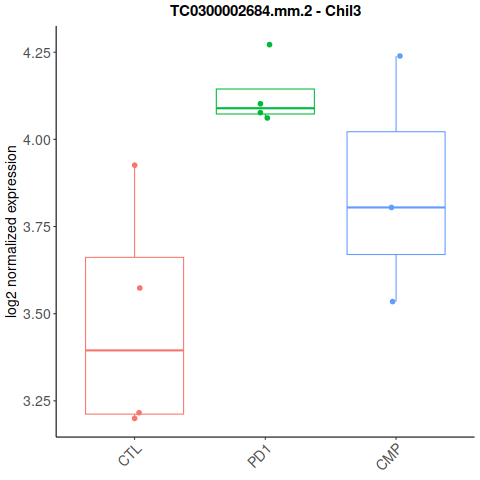 TC0300002684.mm.2 - Chil3
log2 normalized expression
4.25
4.00
3.75
3.50
3.25
CTL
PD1
CMP